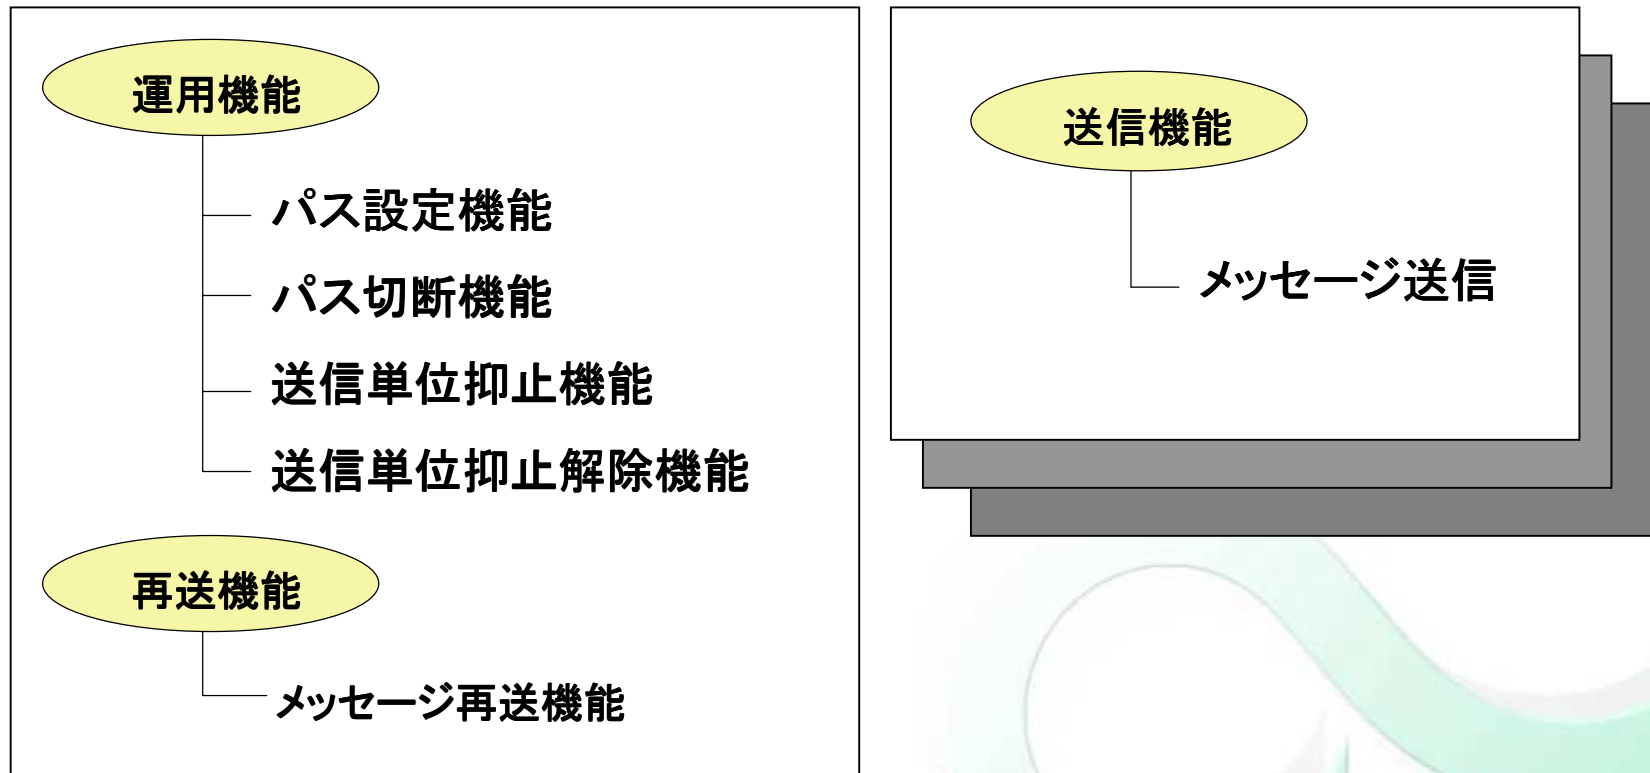 運用機能
パス設定機能
パス切断機能
送信単位抑止機能
送信単位抑止解除機能
再送機能
メッセージ再送機能
送信機能
メッセージ送信